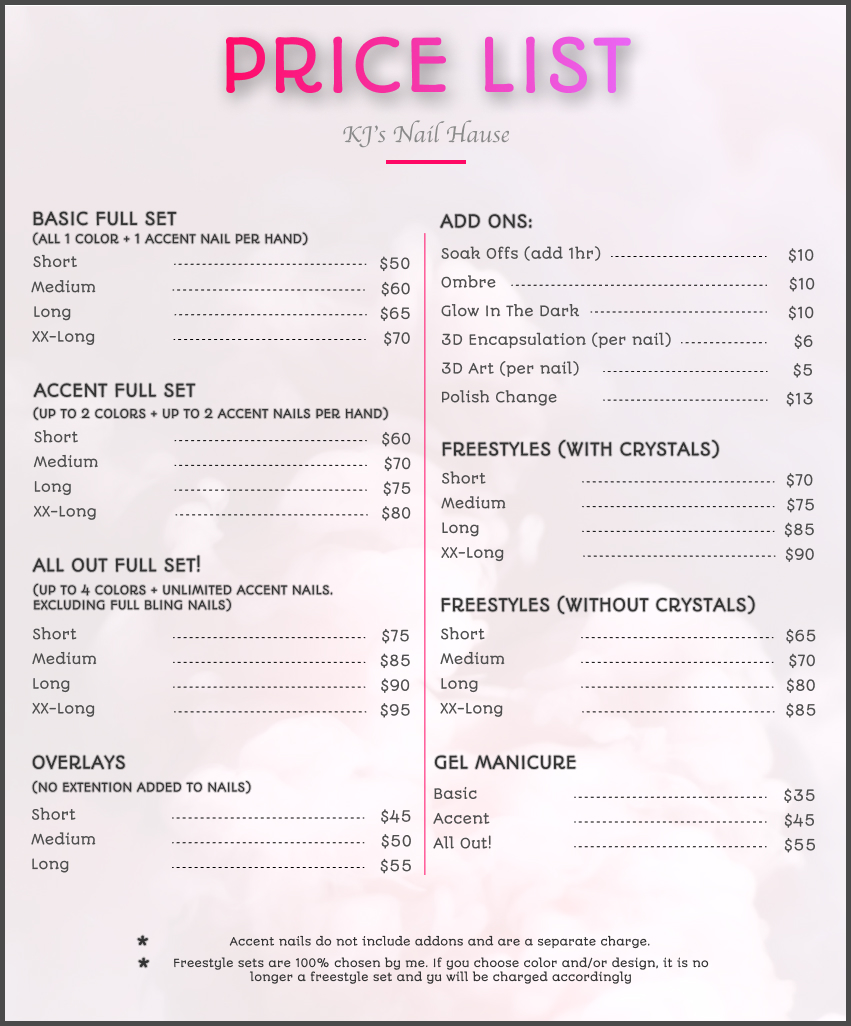 PRICE LIST
KJ's Nail Hause
BASIC FULL SET
(ALL 1 COLOR + 1 ACCENT NAIL PER HAND)
Short $50
Medium $60
Long $65
XX-Long $70
ACCENT FULL SET
(UP TO 2 COLORS + UP TO 2 ACCENT NAILS PER HAND)
Short $60
Medium $70
Long $75
XX-Long $80
ALL OUT FULL SET!
(UP TO 4 COLORS + UNLIMITED ACCENT NAILS.
EXCLUDING FULL BLING NAILS)
Short $75
Medium $85
Long $90
XX-Long $95
OVERLAYS
(NO EXTENTION ADDED TO NAILS)
Short $45
Medium $50
Long $55
ADD ONS:
Soak Offs (add 1hr) $10
Ombre $10
Glow In The Dark $10
3D Encapsulation (per nail) $6
3D Art (per nail) $5
Polish Change $13
FREESTYLES (WITH CRYSTALS)
Short $70
Medium $75
Long $85
XX-Long $90
FREESTYLES (WITHOUT CRYSTALS)
Short $65
Medium $70
Long $80
XX-Long $85
GEL MANICURE
Basic $35
Accent $45
All Out! $55
* Accent nails do not include addons and are a separate charge.
* Freestyle sets are 100% chosen by me. If you choose color and/or design, it is no
longer a freestyle set and yu will be charged accordingly